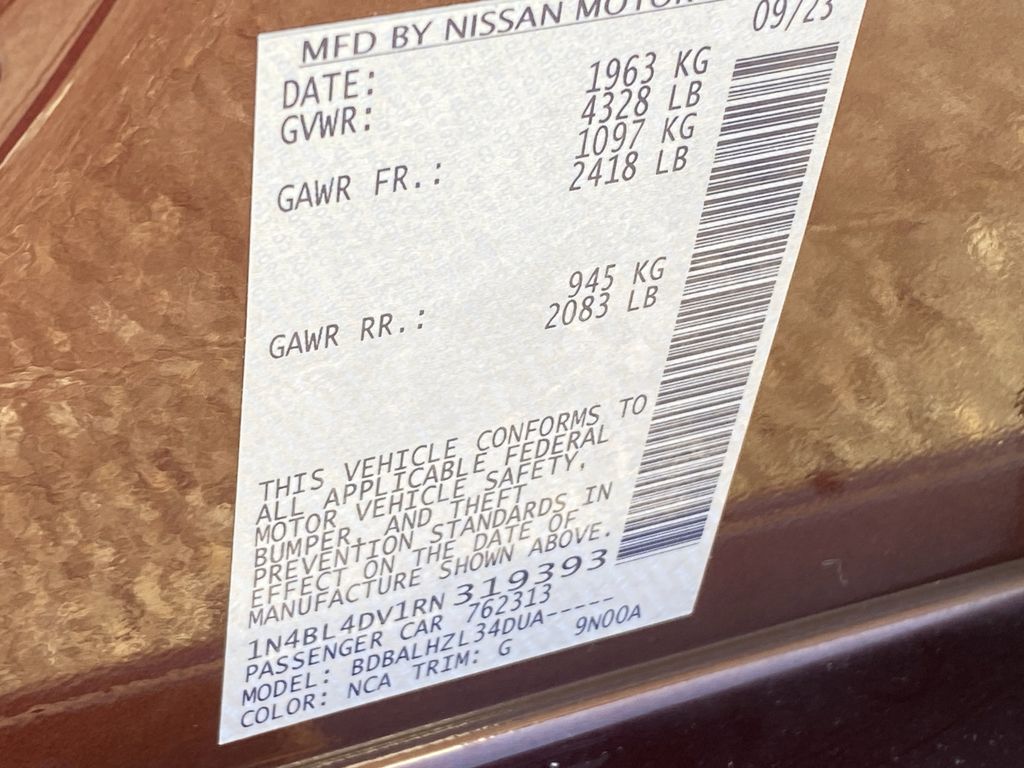 MFD BY NISSAN MOTOR
DATE: 09/23
GVWR: 1963 KG
4328 LB
GAWR FR.: 1097 KG
2418 LB
GAWR RR.: 945 KG
2083 LB
THIS VEHICLE CONFORMS TO
ALL APPLICABLE FEDERAL
MOTOR VEHICLE SAFETY,
BUMPER, AND THEFT
PREVENTION STANDARDS IN
EFFECT ON THE DATE OF
MANUFACTURE SHOWN ABOVE.
1N4BL4DV1RN 319393
PASSENGER CAR 762313
MODEL: BDBALHZL34DUA-----
COLOR: NCA TRIM: G 9N00A